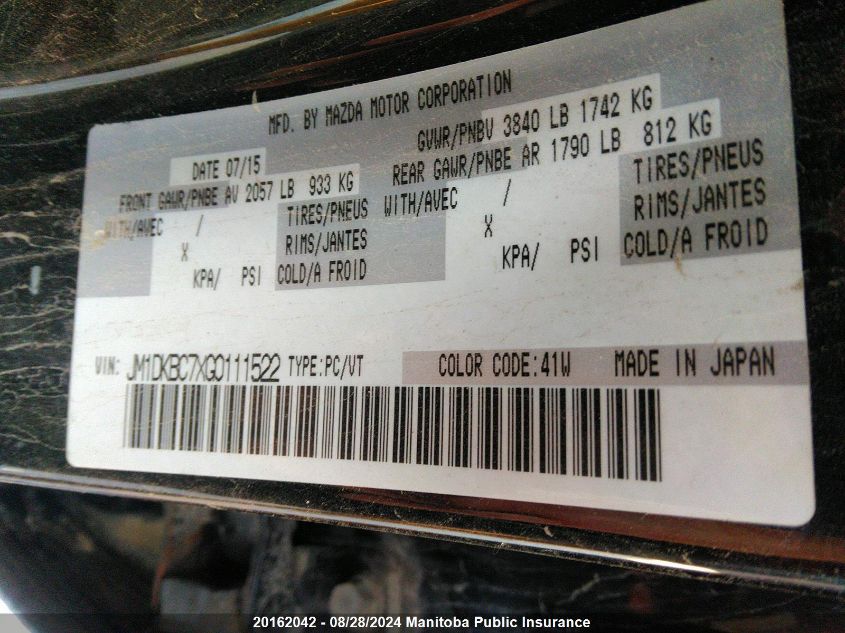 MFD. BY MAZDA MOTOR CORPORATION
DATE 07/15
GVWR/PNBV 3840 LB 1742 KG
FRONT GAWR/PNBE AV 2057 LB 933 KG
REAR GAWR/PNBE AR 1790 LB 812 KG
WITH/AVEC / TIRES/PNEUS
WITH/AVEC / TIRES/PNEUS
X RIMS/JANTES
X RIMS/JANTES
KPA/ PSI COLD/A FROID
KPA/ PSI COLD/A FROID
VIN: JM1DKBC7XG0111522 TYPE:PC/VT COLOR CODE:41W MADE IN JAPAN
20162042 - 08/28/2024 Manitoba Public Insurance